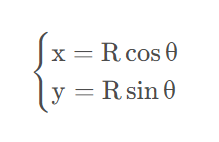 x = R cos θ
y = R sin θ